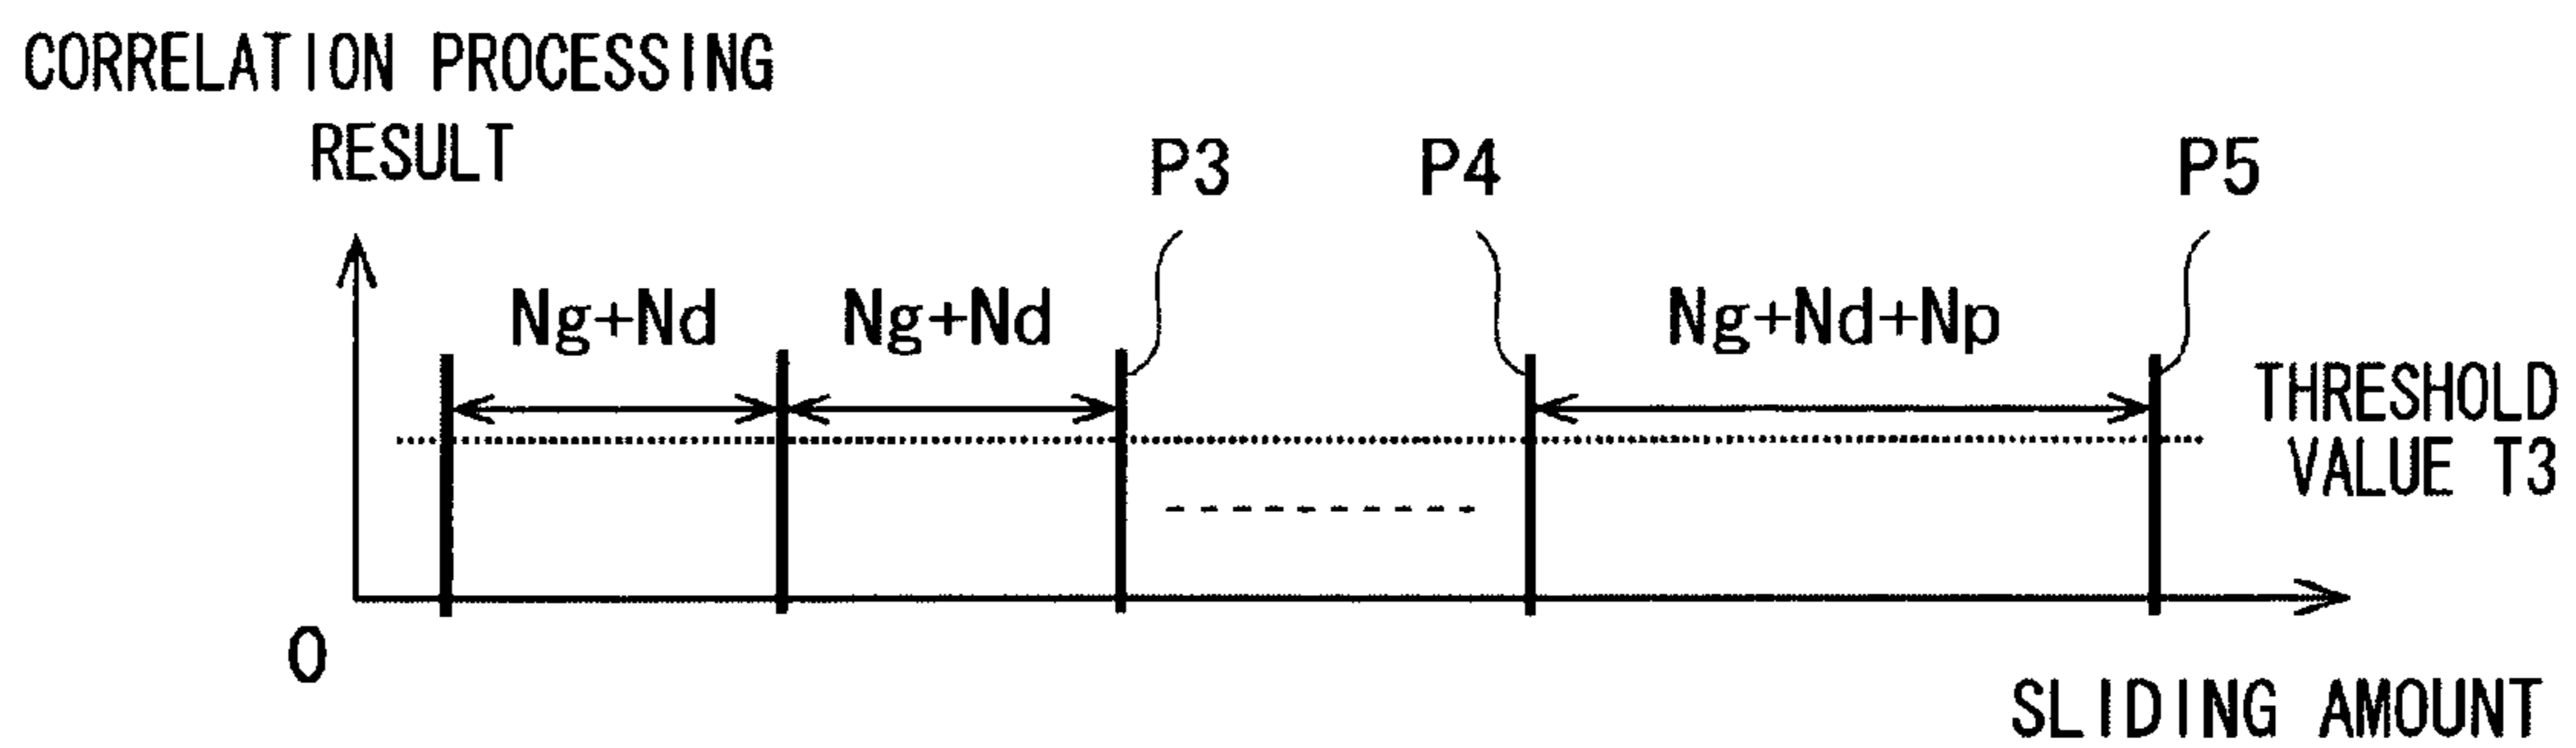 CORRELATION PROCESSING
RESULT
P3
P4
P5
Ng+Nd
Ng+Nd
Ng+Nd+Np
THRESHOLD
VALUE T3
0
SLIDING AMOUNT